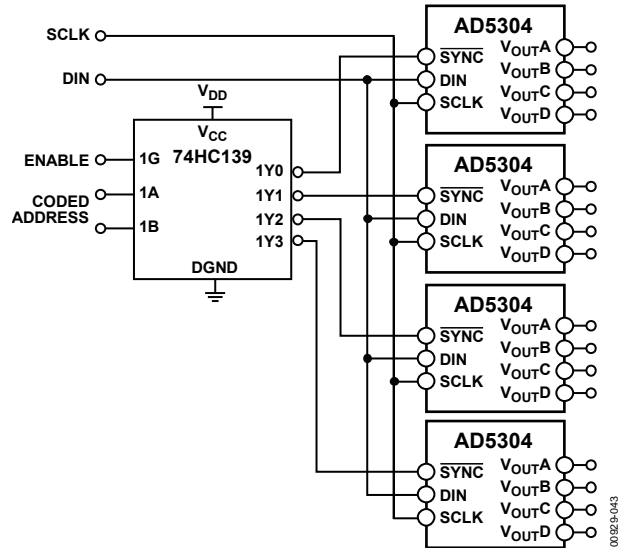 SCLK
DIN
VDD
VCC
74HC139
ENABLE
1G
CODED
ADDRESS
1A
1B
1Y0
1Y1
1Y2
1Y3
DGND
AD5304
SYNC
DIN
SCLK
VOUTA
VOUTB
VOUTC
VOUTD
AD5304
SYNC
DIN
SCLK
VOUTA
VOUTB
VOUTC
VOUTD
AD5304
SYNC
DIN
SCLK
VOUTA
VOUTB
VOUTC
VOUTD
AD5304
SYNC
DIN
SCLK
VOUTA
VOUTB
VOUTC
VOUTD
00929-043